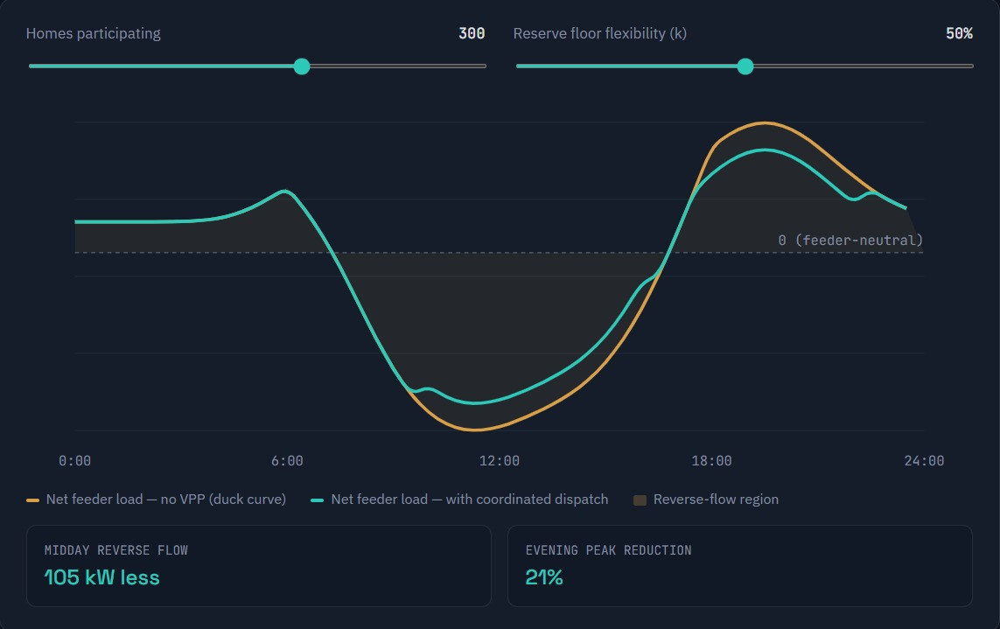 Homes participating 300 Reserve floor flexibility (k) 50%
0 (feeder-neutral)
0:00 6:00 12:00 18:00 24:00
Net feeder load — no VPP (duck curve) Net feeder load — with coordinated dispatch Reverse-flow region
MIDDAY REVERSE FLOW
105 kW less
EVENING PEAK REDUCTION
21%